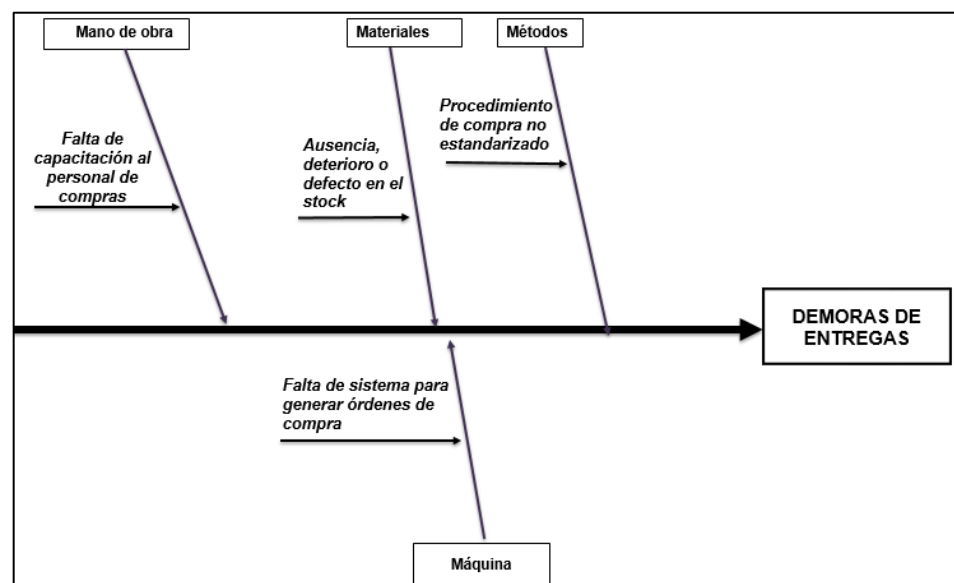 Mano de obra
Materiales
Métodos
Falta de
capacitación al
personal de
compras
Ausencia,
deterioro o
defecto en el
stock
Procedimiento
de compra no
estandarizado
DEMORAS DE
ENTREGAS
Falta de sistema para
generar órdenes de
compra
Máquina